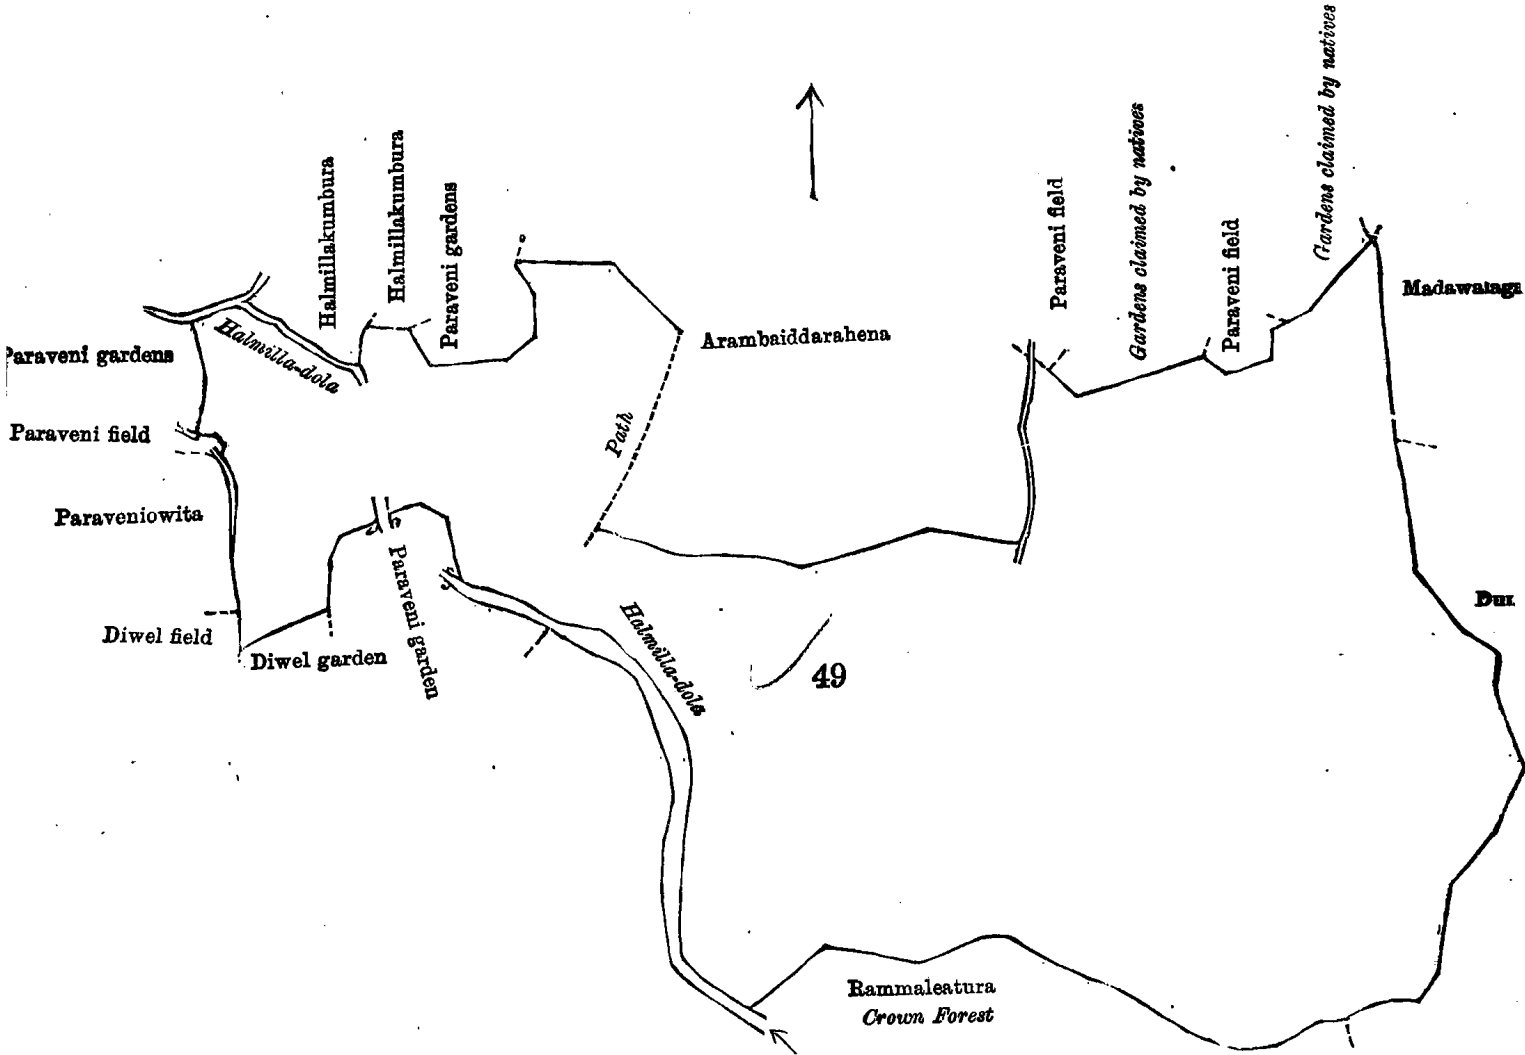 Halmillakumbura
Halmillakumbura
Paraveni gardens
Paraveni field
Gardens claimed by natives
Paraveni field
Gardens claimed by natives
Paraveni gardens
Halmilla-dola
Arambaiddarahena
Path
Paraveni field
Paraveniowita
Diwel field
Diwel garden
Paraveni garden
Halmilla-dola
49
Rammaleatura
Crown Forest